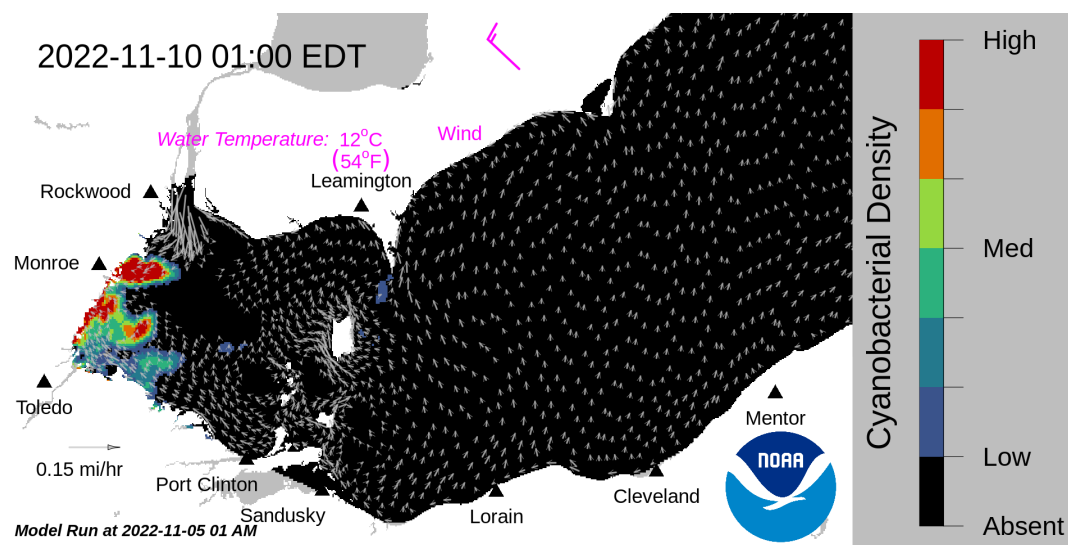 2022-11-10 01:00 EDT
Water Temperature: 12°C
(54°F)
Wind
Leamington
Rockwood
Monroe
Toledo
0.15 mi/hr
Port Clinton
Sandusky
Lorain
Cleveland
Mentor
NOAA
Model Run at 2022-11-05 01 AM
Cyanobacterial Density
High
Med
Low
Absent